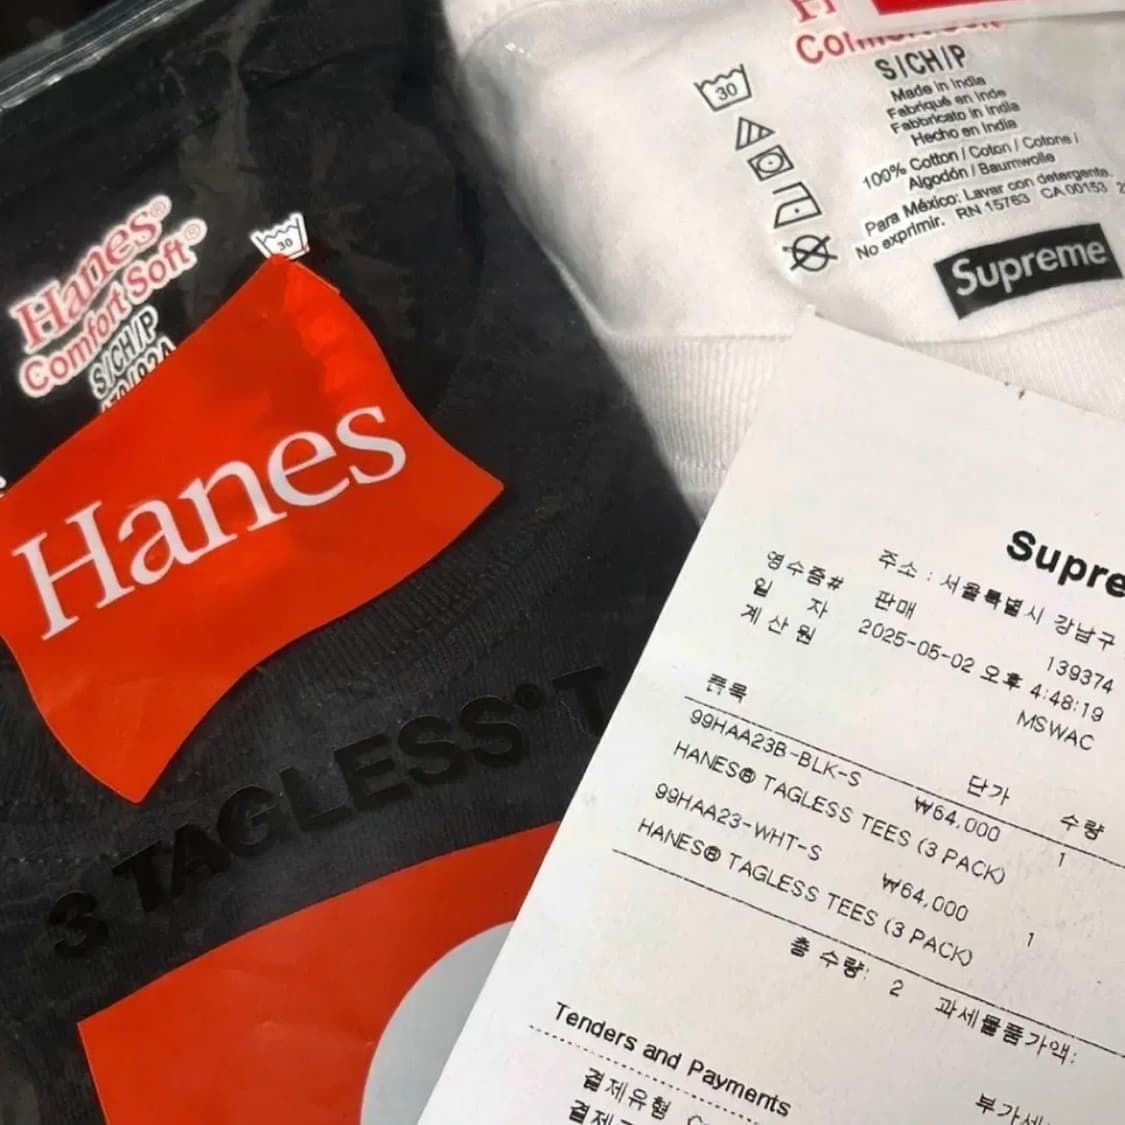 Hanes®
Comfort Soft®
S/CH/P
30
Hanes
3 TAGLESS® T
30
S/CH/P
Made in India
Fabriqué en Inde
Fabbricato in India
Hecho en India
100% Cotton / Coton / Cotone /
Algodón / Baumwolle
Para México: Lavar con detergente.
No exprimir. RN 15763 CA 00153
Supreme
Supre
주소 : 서울특별시 강남구
영수증# 판매 139374
일 자 2025-05-02 오후 4:48:19
계산원 MSWAC
품목 단가 수량
99HAA23B-BLK-S ₩64,000 1
HANES® TAGLESS TEES (3 PACK)
99HAA23-WHT-S ₩64,000 1
HANES® TAGLESS TEES (3 PACK)
총 수량: 2 과세물품가액:
부가세
Tenders and Payments
결제유형
결제